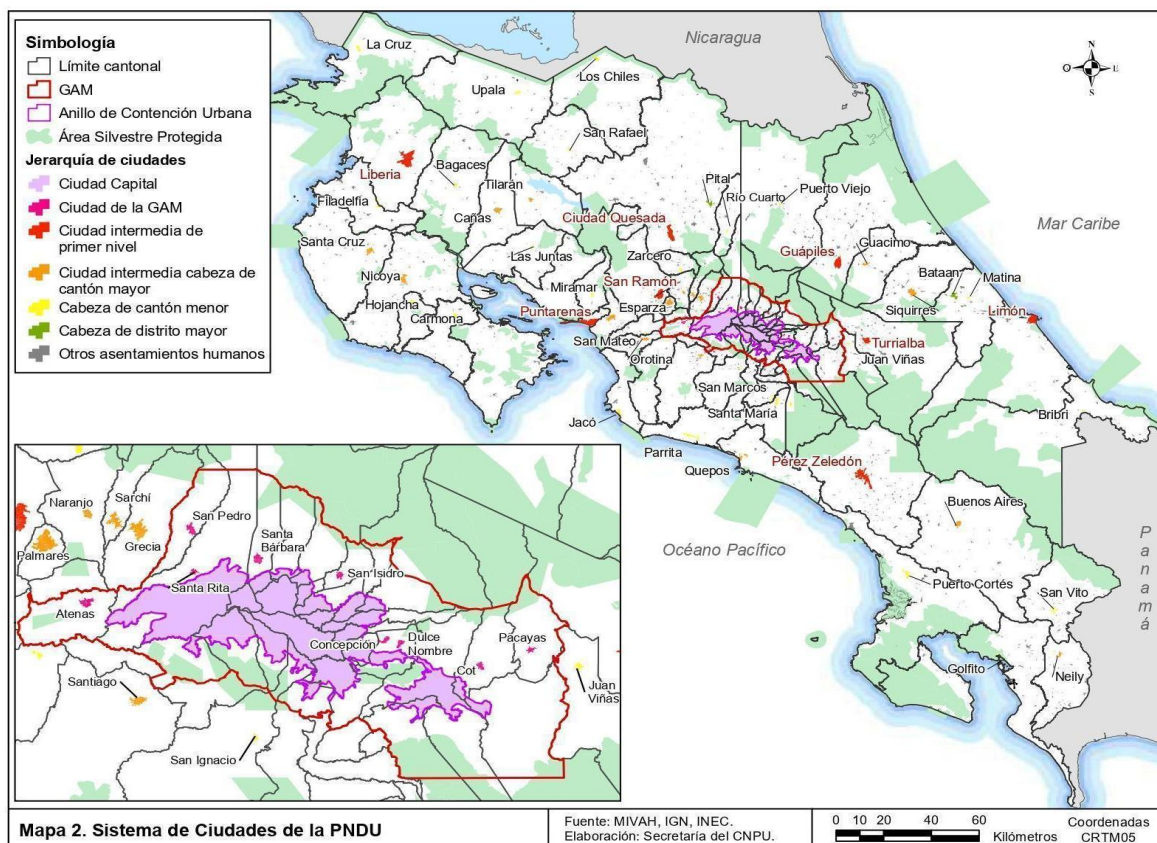 Simbología
Límite cantonal
GAM
Anillo de Contención Urbana
Área Silvestre Protegida
Jerarquía de ciudades
Ciudad Capital
Ciudad de la GAM
Ciudad intermedia de
primer nivel
Ciudad intermedia cabeza de
cantón mayor
Cabeza de cantón menor
Cabeza de distrito mayor
Otros asentamientos humanos
Nicaragua
N
O
E
S
La Cruz
Los Chiles
Upala
San Rafael
Liberia
Bagaces
Tilarán
Pital
Río Cuarto
Puerto Viejo
Mar Caribe
Filadelfia
Cañas
Ciudad Quesada
Guápiles
Guacimo
Santa Cruz
Las Juntas
Zarcero
Bataan
Matina
Nicoya
Miramar
San Ramón
Siquirres
Limón
Hojancha
Carmona
Puntarenas
Esparza
San Mateo
Orotina
Turrialba
Juan Viñas
San Marcos
Santa María
Jacó
Bribri
Parrita
Quepos
Pérez Zeledón
Buenos Aires
Océano Pacífico
Panamá
Puerto Cortés
San Vito
Golfito
Neily
Naranjo
Sarchí
San Pedro
Palmares
Grecia
Santa
Bárbara
San Isidro
Santa Rita
Atenas
Concepción
Dulce
Nombre
Pacayas
Cot
Santiago
Juan
Viñas
San Ignacio
Mapa 2. Sistema de Ciudades de la PNDU
Fuente: MIVAH, IGN, INEC.
Elaboración: Secretaría del CNPU.
0 10 20 40 60
Kilómetros
Coordenadas
CRTM05